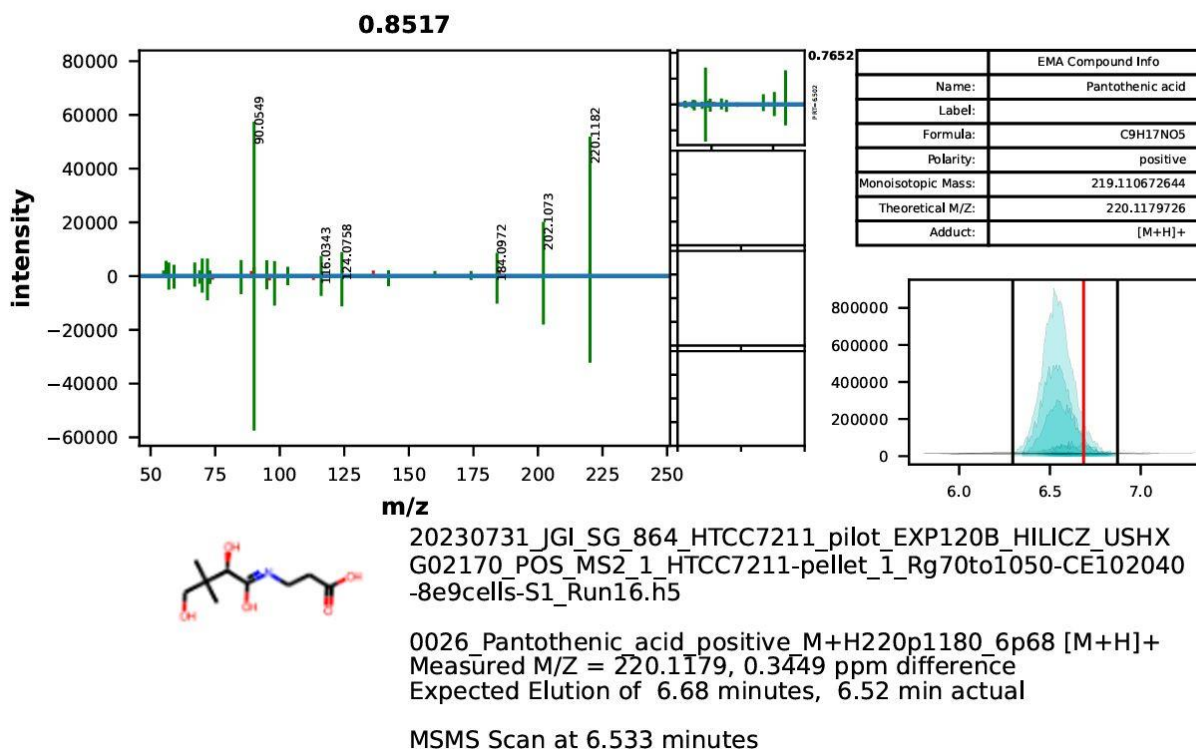 0.8517
80000
60000
40000
20000
0
−20000
−40000
−60000
intensity
90.0549
116.0343
124.0758
184.0972
202.1073
220.1182
50 75 100 125 150 175 200 225 250
m/z
0.7652
EMA Compound Info
Name: Pantothenic acid
Label:
Formula: C9H17NO5
Polarity: positive
Monoisotopic Mass: 219.110672644
Theoretical M/Z: 220.1179726
Adduct: [M+H]+
800000
600000
400000
200000
0
6.0 6.5 7.0
OH
OH
N
OH
OH
O
20230731_JGI_SG_864_HTCC7211_pilot_EXP120B_HILICZ_USHX
G02170_POS_MS2_1_HTCC7211-pellet_1_Rg70to1050-CE102040
-8e9cells-S1_Run16.h5
0026_Pantothenic_acid_positive_M+H220p1180_6p68 [M+H]+
Measured M/Z = 220.1179, 0.3449 ppm difference
Expected Elution of 6.68 minutes, 6.52 min actual
MSMS Scan at 6.533 minutes